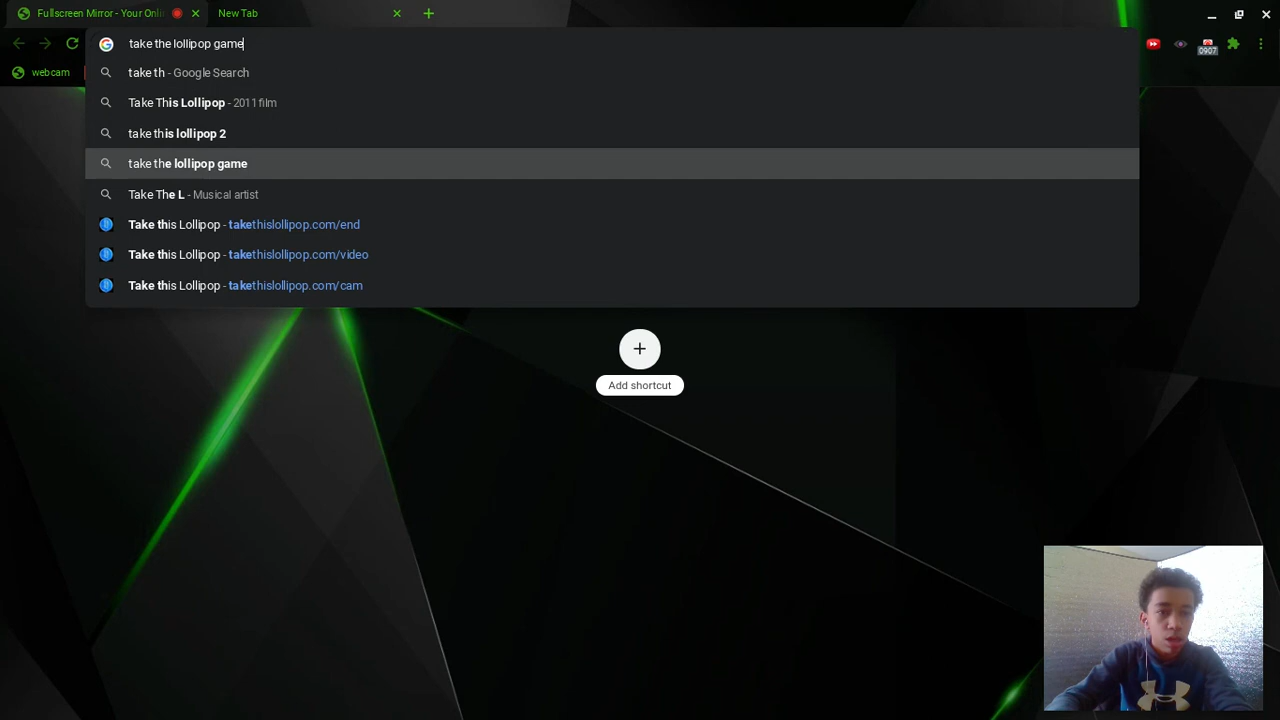 Fullscreen Mirror - Your Onli
New Tab
take the lollipop game
take th - Google Search
webcam
Take This Lollipop - 2011 film
take this lollipop 2
take the lollipop game
Take The L - Musical artist
Take this Lollipop - takethislollipop.com/end
Take this Lollipop - takethislollipop.com/video
Take this Lollipop - takethislollipop.com/cam
Add shortcut
0907